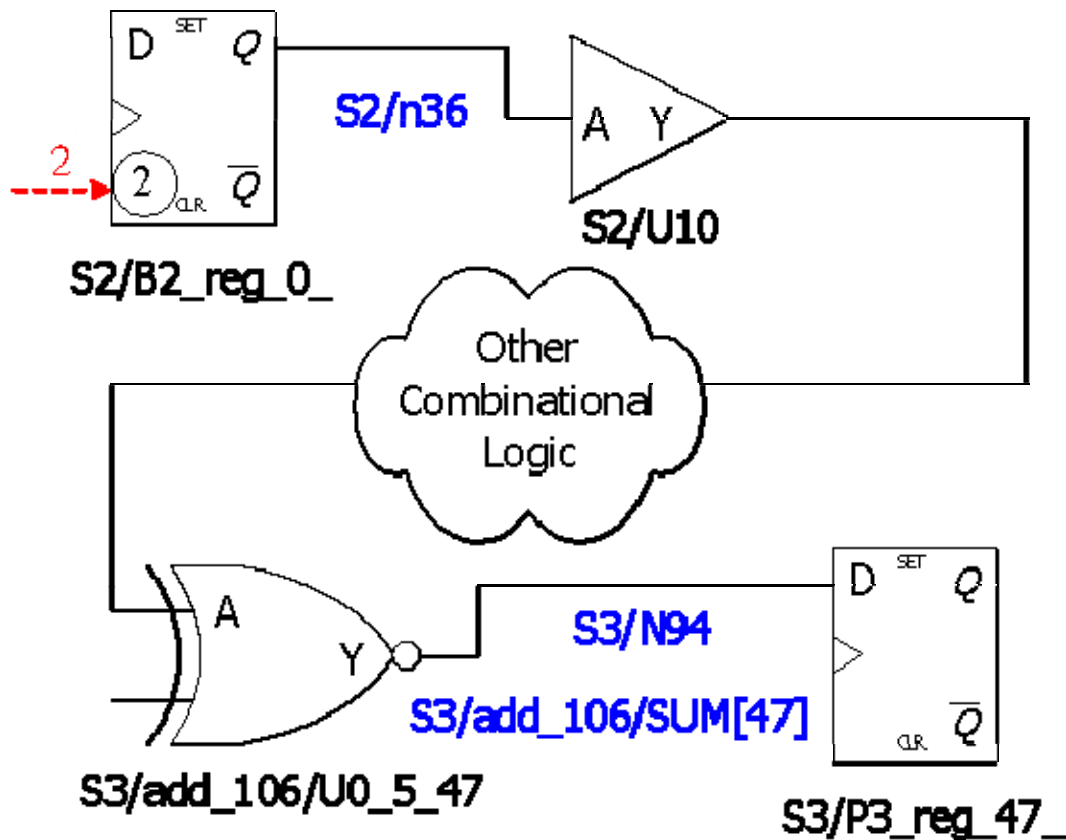 D SET Q
S2/n36
A Y
2
2
CLR Q̅
S2/U10
S2/B2_reg_0_
Other
Combinational
Logic
A
Y
S3/N94
D SET Q
S3/add_106/SUM[47]
CLR Q̅
S3/add_106/U0_5_47
S3/P3_reg_47_